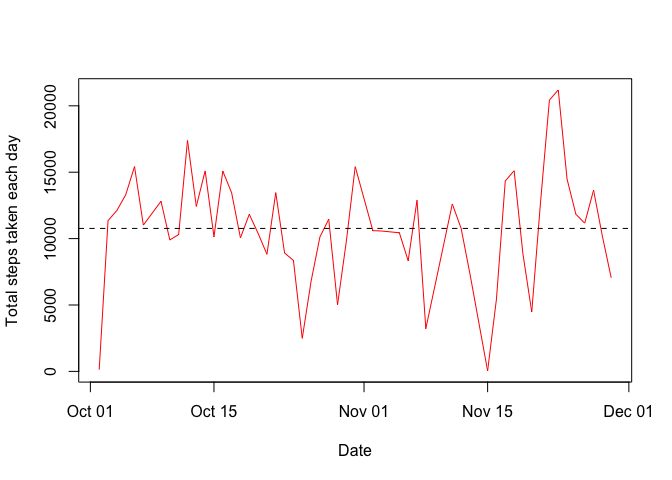 Total steps taken each day
20000
15000
10000
5000
0
Oct 01
Oct 15
Nov 01
Nov 15
Dec 01
Date